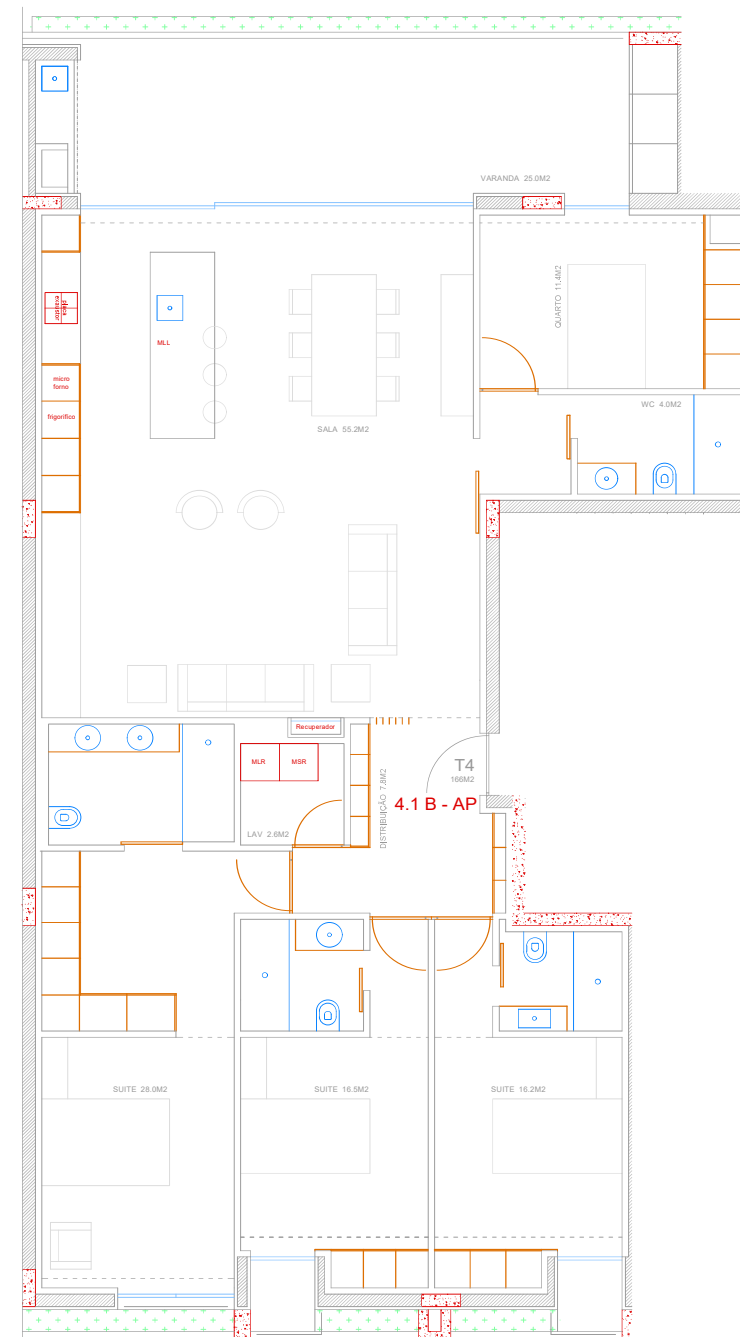 VARANDA 25.0M2
QUARTO 11.4M2
placa
exaustor
MLL
micro
forno
frigorifico
WC 4.0M2
SALA 55.2M2
Recuperador
MLR
MSR
LAV 2.6M2
DISTRIBUIÇÃO 7.8M2
T4
166M2
4.1 B - AP
SUITE 28.0M2
SUITE 16.5M2
SUITE 16.2M2